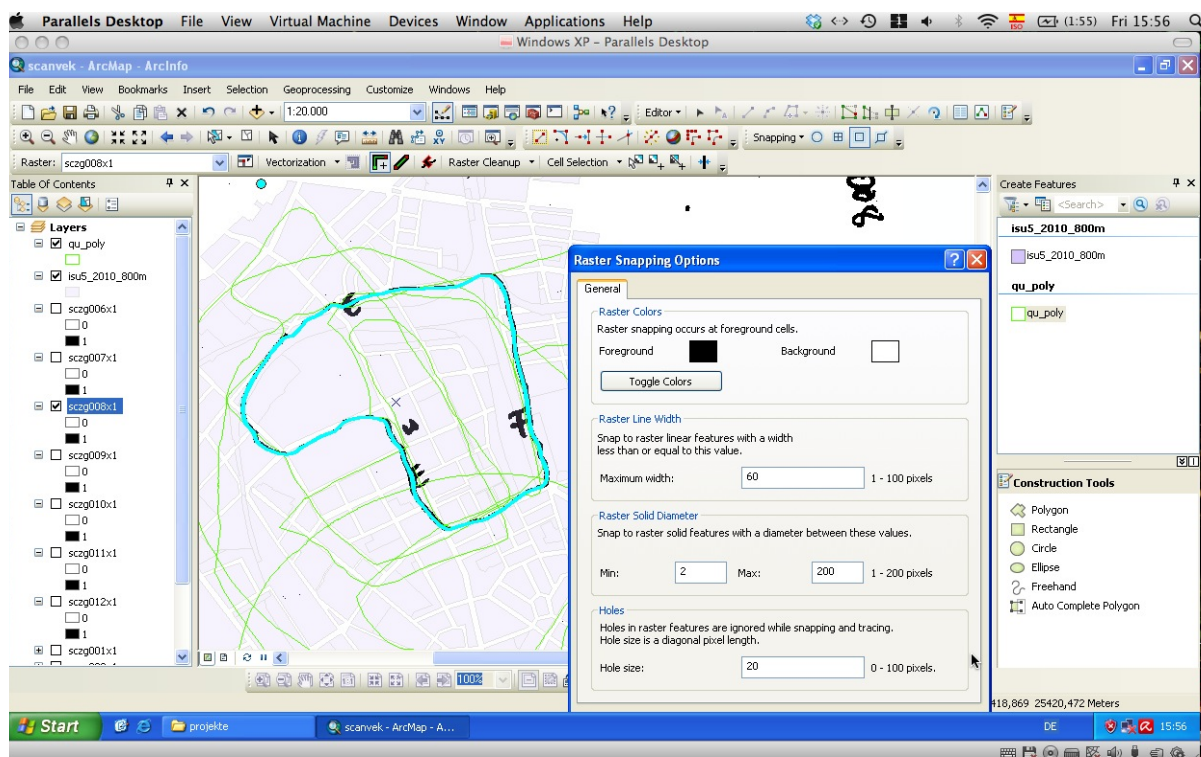 Parallels Desktop File View Virtual Machine Devices Window Applications Help (1:55) Fri 15:56
ISO
Windows XP – Parallels Desktop
scanvek - ArcMap - ArcInfo
File Edit View Bookmarks Insert Selection Geoprocessing Customize Windows Help
1:20.000 Editor
Snapping
Raster: sczg008x1 Vectorization Raster Cleanup Cell Selection
Table Of Contents
Layers
qu_poly
isu5_2010_800m
sczg006x1
0
1
sczg007x1
0
1
sczg008x1
0
1
sczg009x1
0
1
sczg010x1
0
1
sczg011x1
0
1
sczg012x1
0
1
sczg001x1
Raster Snapping Options
General
Raster Colors
Raster snapping occurs at foreground cells.
Foreground Background
Toggle Colors
Raster Line Width
Snap to raster linear features with a width
less than or equal to this value.
Maximum width: 60 1 - 100 pixels
Raster Solid Diameter
Snap to raster solid features with a diameter between these values.
Min: 2 Max: 200 1 - 200 pixels
Holes
Holes in raster features are ignored while snapping and tracing.
Hole size is a diagonal pixel length.
Hole size: 20 0 - 100 pixels.
Create Features
<Search>
isu5_2010_800m
isu5_2010_800m
qu_poly
qu_poly
Construction Tools
Polygon
Rectangle
Circle
Ellipse
Freehand
Auto Complete Polygon
100%
418,869 25420,472 Meters
Start projekte scanvek - ArcMap - A... DE 15:56